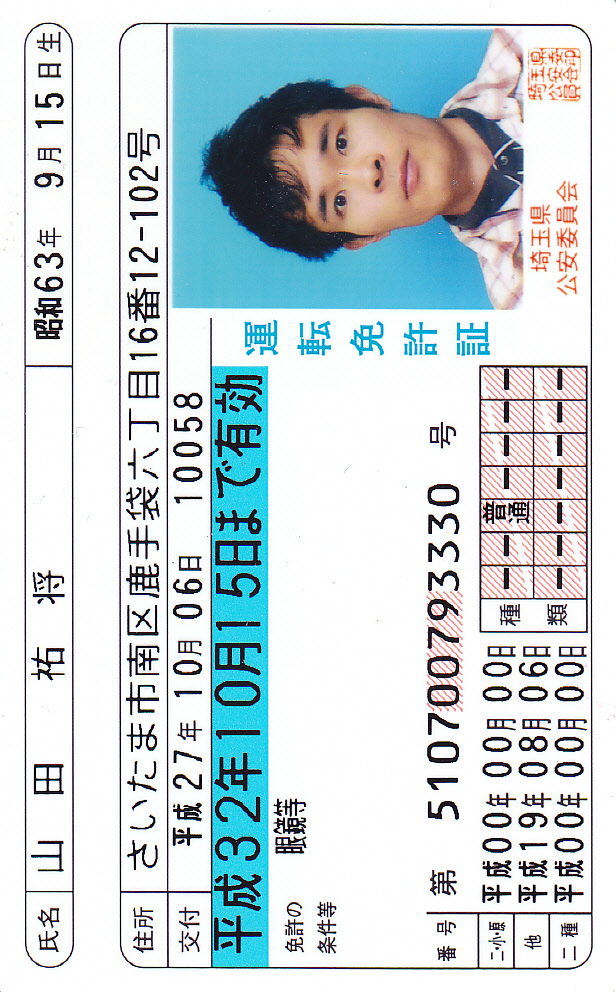 氏名 山田祐将 昭和63年9月15日生
住所 さいたま市南区鹿手袋六丁目16番12-102号
交付 平成27年10月06日 10058
平成32年10月15日まで有効
免許の
条件等
眼鏡等
運転免許証
番号 第 510700793330 号
二・小・原 平成00年00月00日
他 平成19年08月06日
二種 平成00年00月00日
種類
普通
埼玉県
公安委員会
埼玉県
公安委
員会印